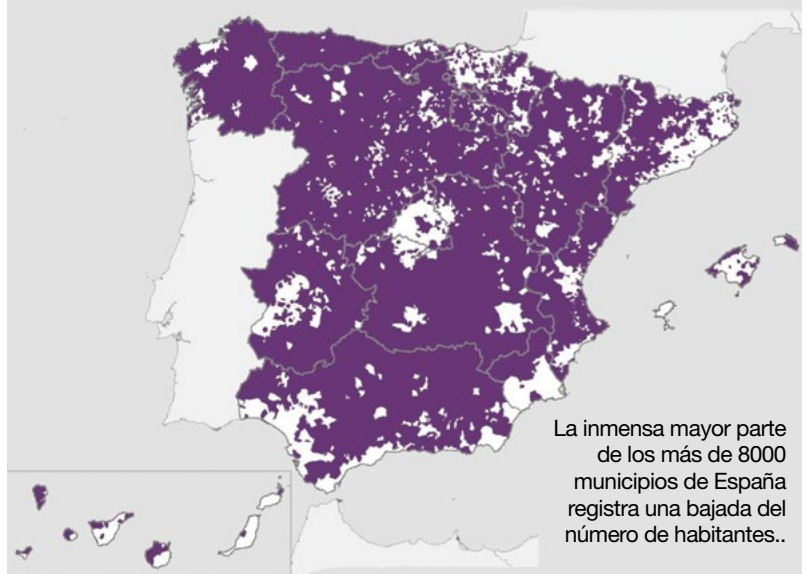 La inmensa mayor parte
de los más de 8000
municipios de España
registra una bajada del
número de habitantes..